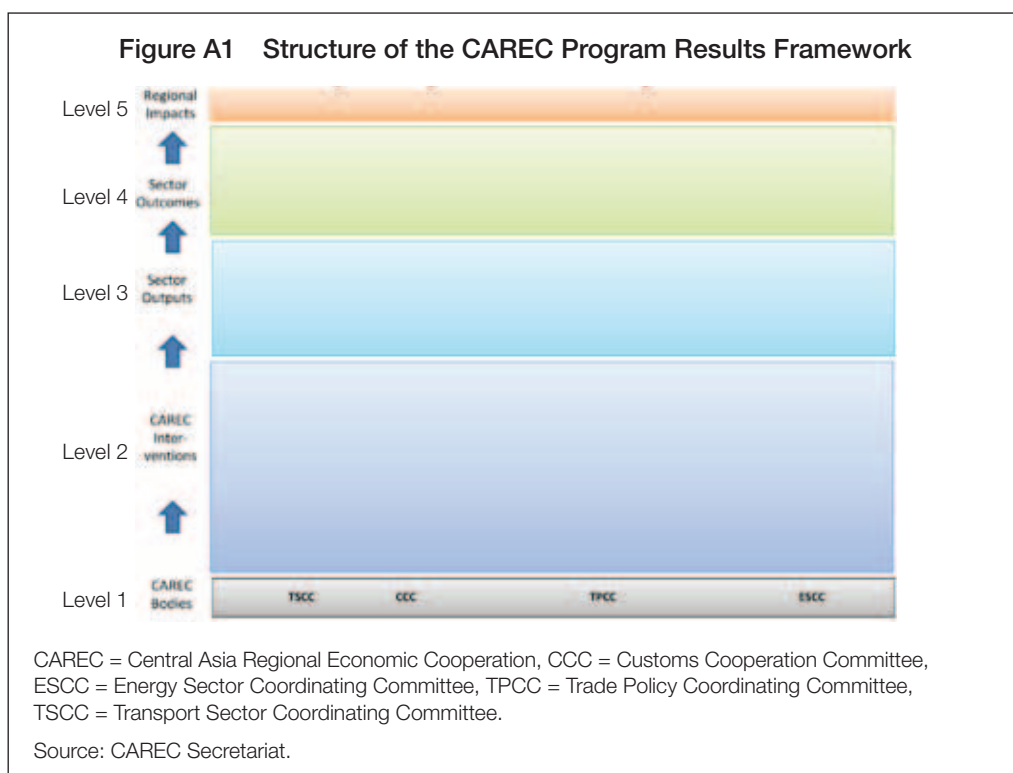 Figure A1 Structure of the CAREC Program Results Framework
Level 5
Regional
Impacts
Level 4
Sector
Outcomes
Level 3
Sector
Outputs
Level 2
CAREC
Inter-
ventions
Level 1
CAREC
Bodies
TSCC CCC TPCC ESCC
CAREC = Central Asia Regional Economic Cooperation, CCC = Customs Cooperation Committee,
ESCC = Energy Sector Coordinating Committee, TPCC = Trade Policy Coordinating Committee,
TSCC = Transport Sector Coordinating Committee.
Source: CAREC Secretariat.